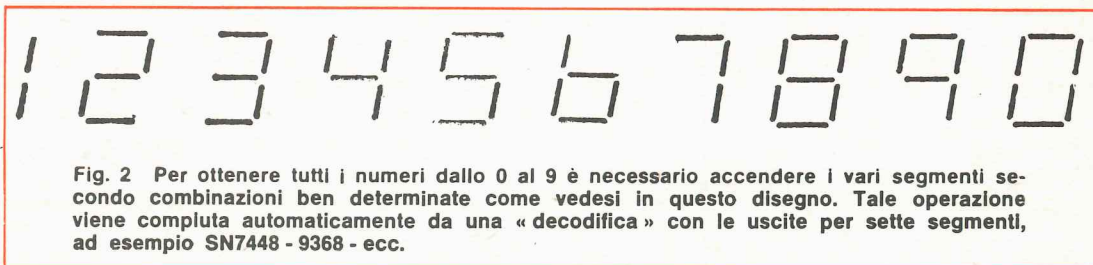 1 2 3 4 5 6 7 8 9 0
Fig. 2 Per ottenere tutti i numeri dallo 0 al 9 è necessario accendere i vari segmenti se-
condo combinazioni ben determinate come vedesi in questo disegno. Tale operazione
viene compiuta automaticamente da una « decodifica » con le uscite per sette segmenti,
ad esempio SN7448 - 9368 - ecc.